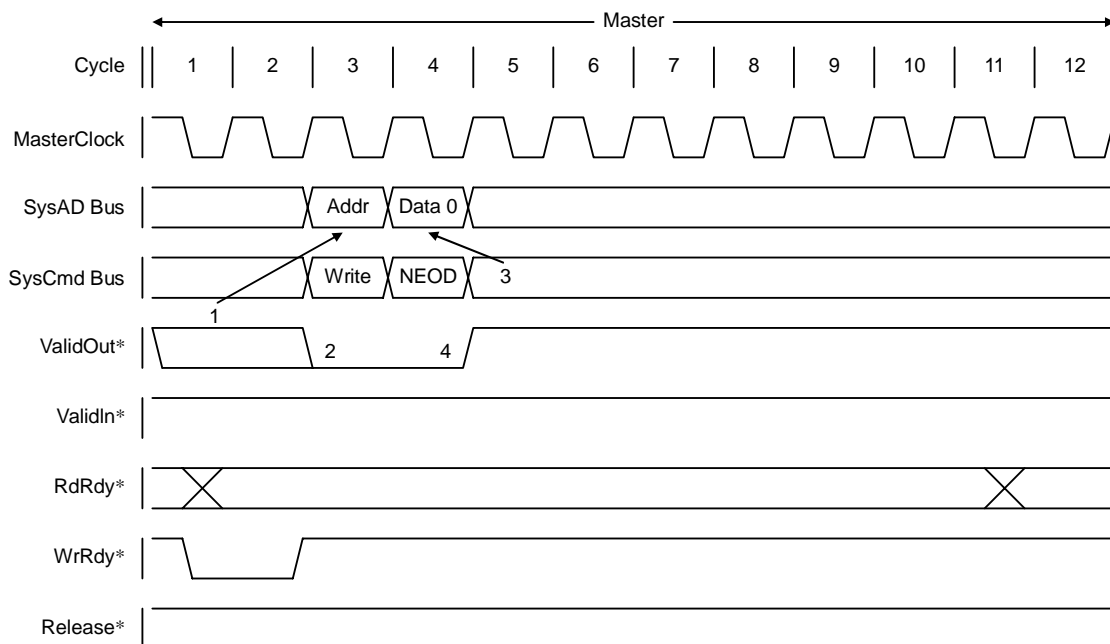 Master
Cycle 1 2 3 4 5 6 7 8 9 10 11 12
MasterClock
SysAD Bus Addr Data 0
SysCmd Bus Write NEOD 3
1
ValidOut* 2 4
ValidIn*
RdRdy*
WrRdy*
Release*